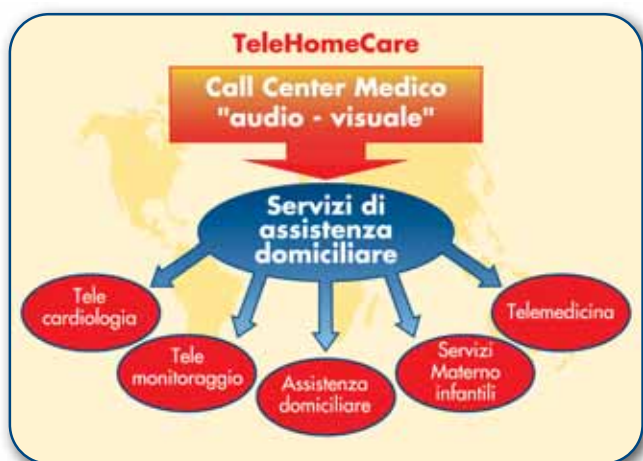 TeleHomeCare
Call Center Medico
"audio - visuale"
Servizi di
assistenza
domiciliare
Tele
cardiologia
Tele
monitoraggio
Assistenza
domiciliare
Servizi
Materno
infantili
Telemedicina